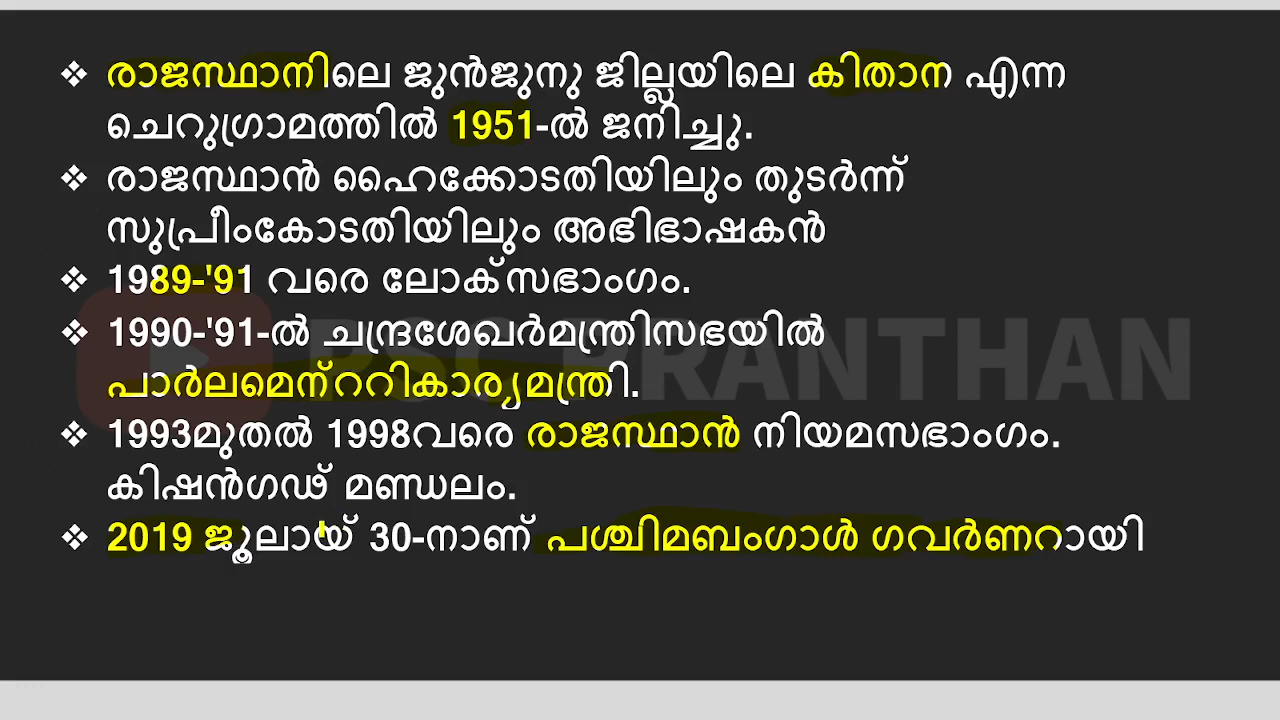 ❖ രാജസ്ഥാനിലെ ജുൻജുനു ജില്ലയിലെ കിതാന എന്ന
ചെറുഗ്രാമത്തിൽ 1951-ൽ ജനിച്ചു.
❖ രാജസ്ഥാൻ ഹൈക്കോടതിയിലും തുടർന്ന്
സുപ്രീംകോടതിയിലും അഭിഭാഷകൻ
❖ 1989-'91 വരെ ലോക്സഭാംഗം.
❖ 1990-'91-ൽ ചന്ദ്രശേഖർമന്ത്രിസഭയിൽ
പാർലമെന്ററികാര്യമന്ത്രി.
PSC PRANTHAN
❖ 1993മുതൽ 1998വരെ രാജസ്ഥാൻ നിയമസഭാംഗം.
കിഷൻഗഢ് മണ്ഡലം.
❖ 2019 ജൂലായ് 30-നാണ് പശ്ചിമബംഗാൾ ഗവർണറായി